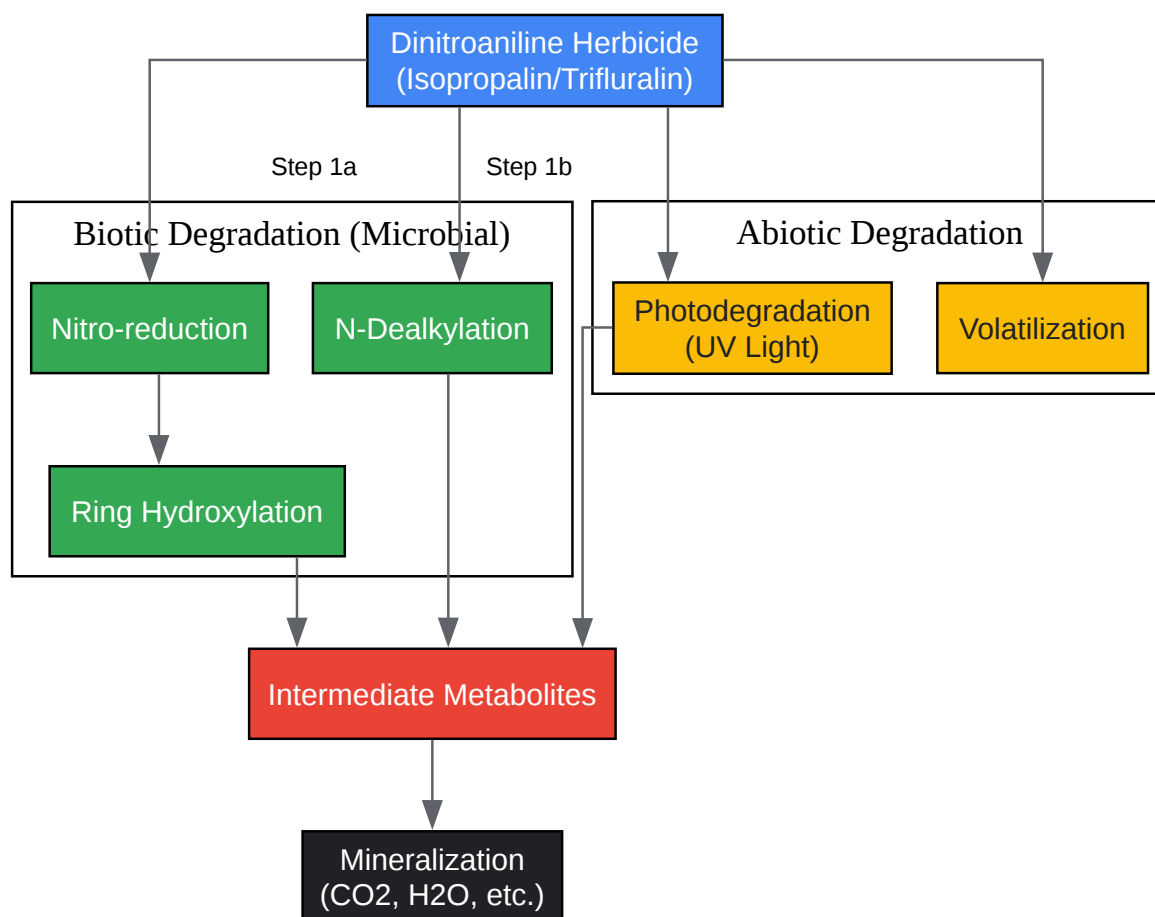 Dinitroaniline Herbicide
(Isopropalin/Trifluralin)
Step 1a
Step 1b
Biotic Degradation (Microbial)
Abiotic Degradation
Nitro-reduction
N-Dealkylation
Photodegradation
(UV Light)
Volatilization
Ring Hydroxylation
Intermediate Metabolites
Mineralization
(CO2, H2O, etc.)